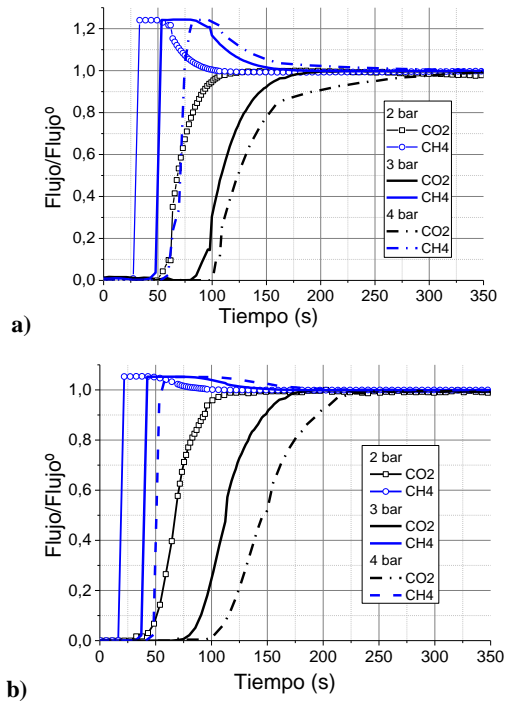 1,2
1,0
0,8
0,6
0,4
0,2
0,0
Flujo/Flujo⁰
2 bar
CO2
CH4
3 bar
CO2
CH4
4 bar
CO2
CH4
0 50 100 150 200 250 300 350
Tiempo (s)
a)
1,0
0,8
0,6
0,4
0,2
0,0
Flujo/Flujo⁰
2 bar
CO2
CH4
3 bar
CO2
CH4
4 bar
CO2
CH4
0 50 100 150 200 250 300 350
Tiempo (s)
b)